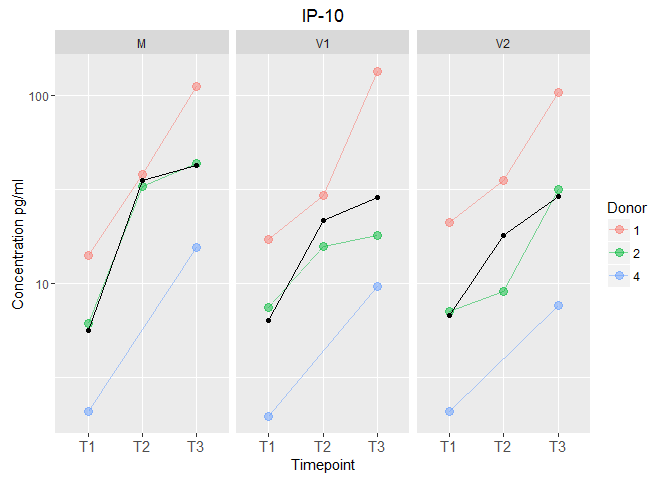 IP-10
M V1 V2
100
10
Concentration pg/ml
T1 T2 T3 T1 T2 T3 T1 T2 T3
Timepoint
Donor
1
2
4